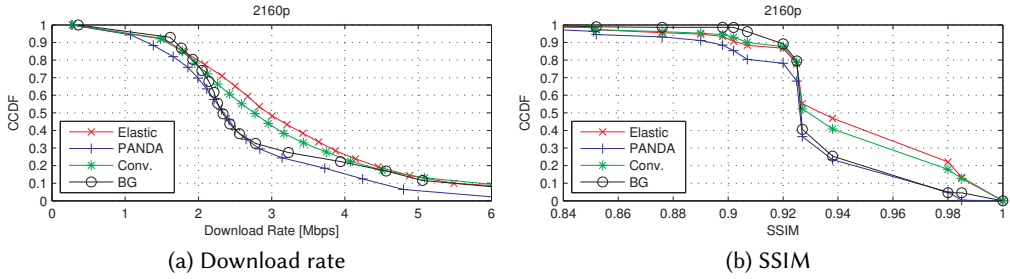 2160p
1
0.9
0.8
0.7
0.6
0.5
0.4
0.3
0.2
0.1
0
CCDF
Elastic
PANDA
Conv.
BG
0 1 2 3 4 5 6
Download Rate [Mbps]
(a) Download rate
2160p
1
0.9
0.8
0.7
0.6
0.5
0.4
0.3
0.2
0.1
0
CCDF
Elastic
PANDA
Conv.
BG
0.84 0.86 0.88 0.9 0.92 0.94 0.96 0.98 1
SSIM
(b) SSIM